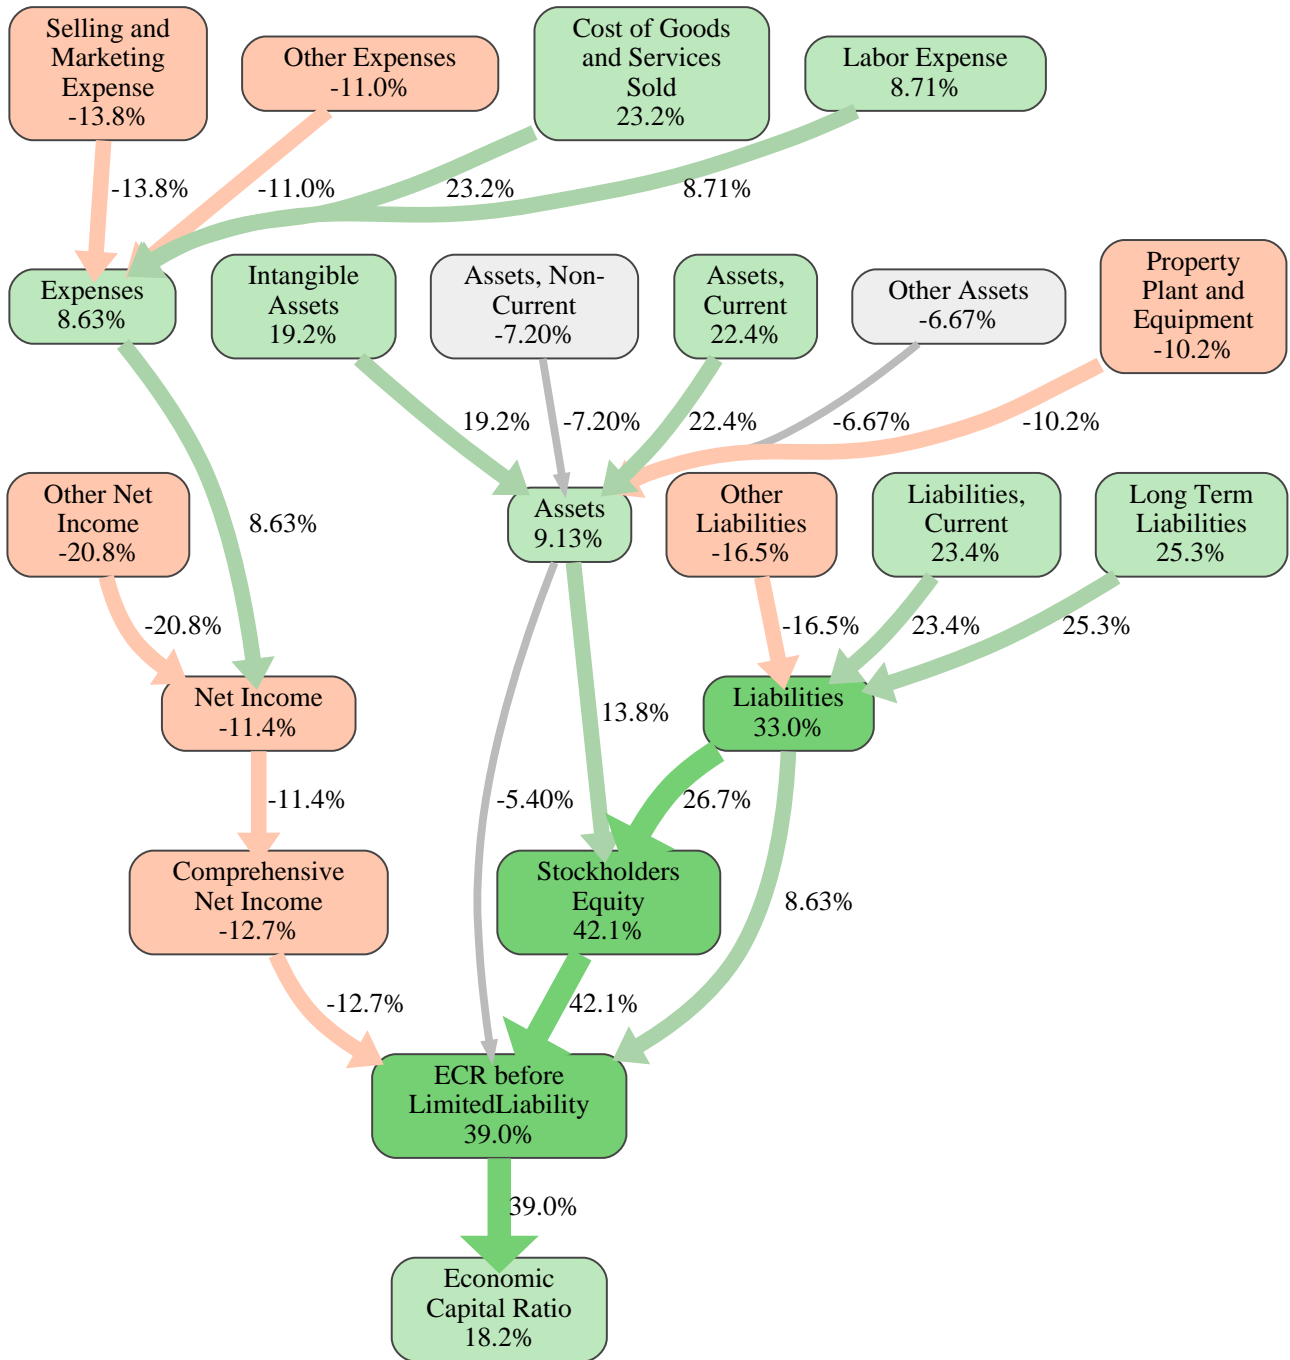 Selling and
Marketing
Expense
-13.8%
Other Expenses
-11.0%
Cost of Goods
and Services
Sold
23.2%
Labor Expense
8.71%
-13.8%
-11.0%
23.2%
8.71%
Expenses
8.63%
Intangible
Assets
19.2%
Assets, Non-
Current
-7.20%
Assets,
Current
22.4%
Other Assets
-6.67%
Property
Plant and
Equipment
-10.2%
19.2%
-7.20%
22.4%
-6.67%
-10.2%
Other Net
Income
-20.8%
8.63%
Assets
9.13%
Other
Liabilities
-16.5%
Liabilities,
Current
23.4%
Long Term
Liabilities
25.3%
-20.8%
-16.5%
23.4%
25.3%
Net Income
-11.4%
13.8%
Liabilities
33.0%
-11.4%
-5.40%
26.7%
Comprehensive
Net Income
-12.7%
Stockholders
Equity
42.1%
8.63%
-12.7%
42.1%
ECR before
LimitedLiability
39.0%
39.0%
Economic
Capital Ratio
18.2%